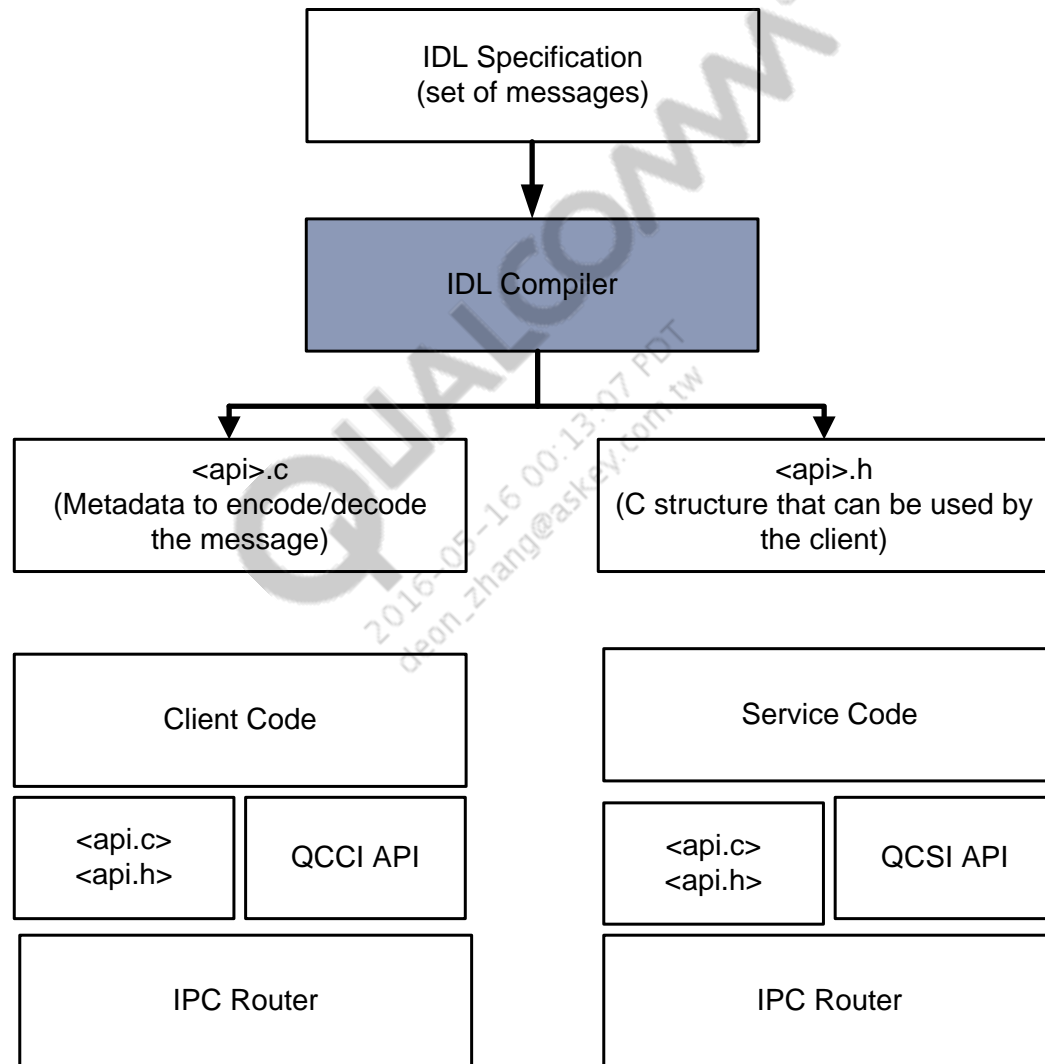 IDL Specification
(set of messages)
IDL Compiler
<api>.c
(Metadata to encode/decode
the message)
<api>.h
(C structure that can be used by
the client)
Client Code
Service Code
<api.c>
<api.h>
QCCI API
<api.c>
<api.h>
QCSI API
IPC Router
IPC Router
QUALCOMM
2016-05-16 00:13:07 PDT
deon_zhang@askey.com.tw